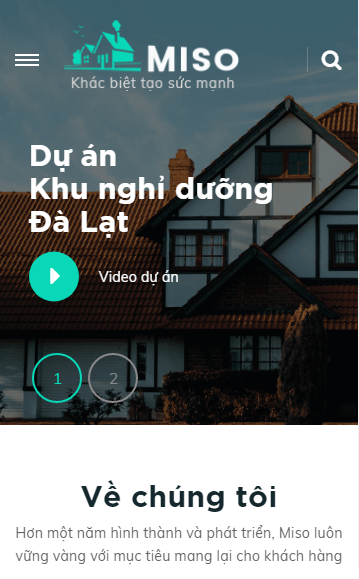 MISO
Khác biệt tạo sức mạnh
Dự án
Khu nghỉ dưỡng
Đà Lạt
Video dự án
1
2
Về chúng tôi
Hơn một năm hình thành và phát triển, Miso luôn
vững vàng với mục tiêu mang lại cho khách hàng